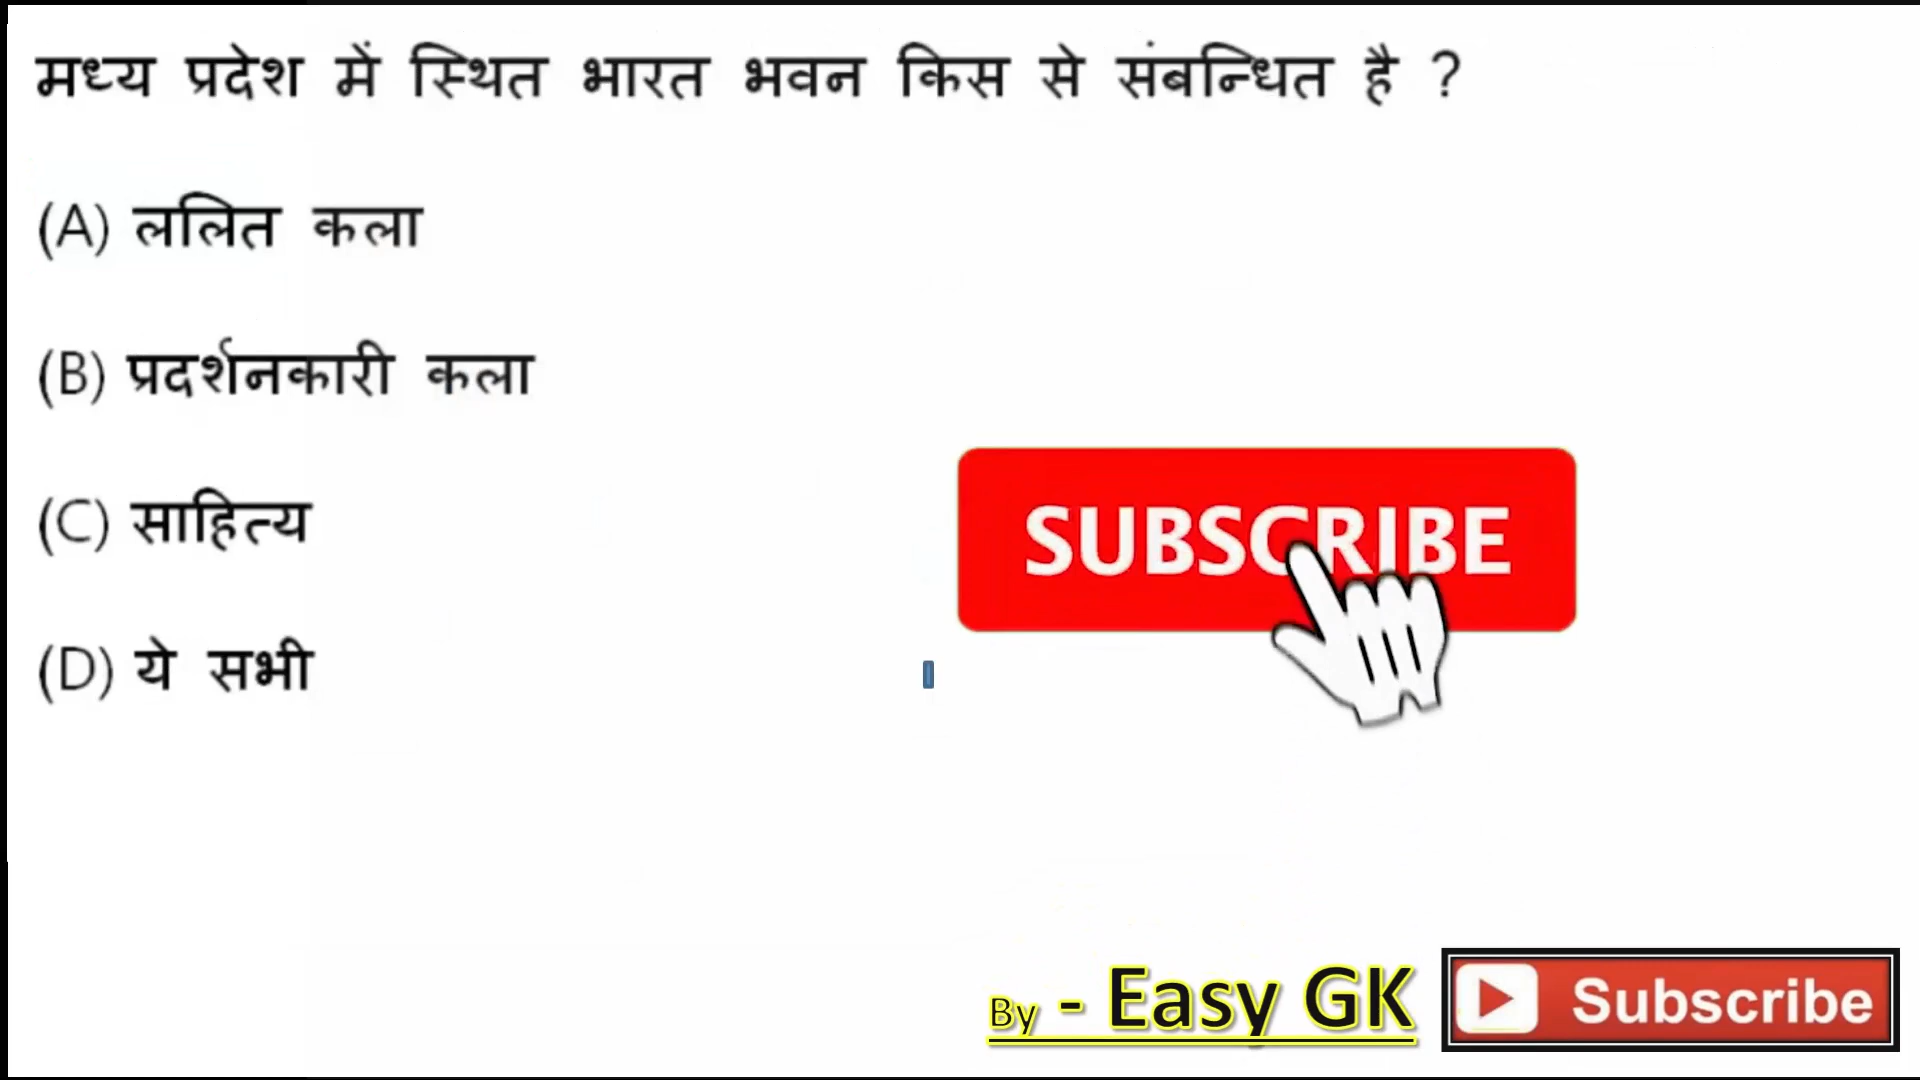 मध्य प्रदेश में स्थित भारत भवन किस से संबन्धित है ?
(A) ललित कला
(B) प्रदर्शनकारी कला
(C) साहित्य
(D) ये सभी
SUBSCRIBE
By - Easy GK
Subscribe